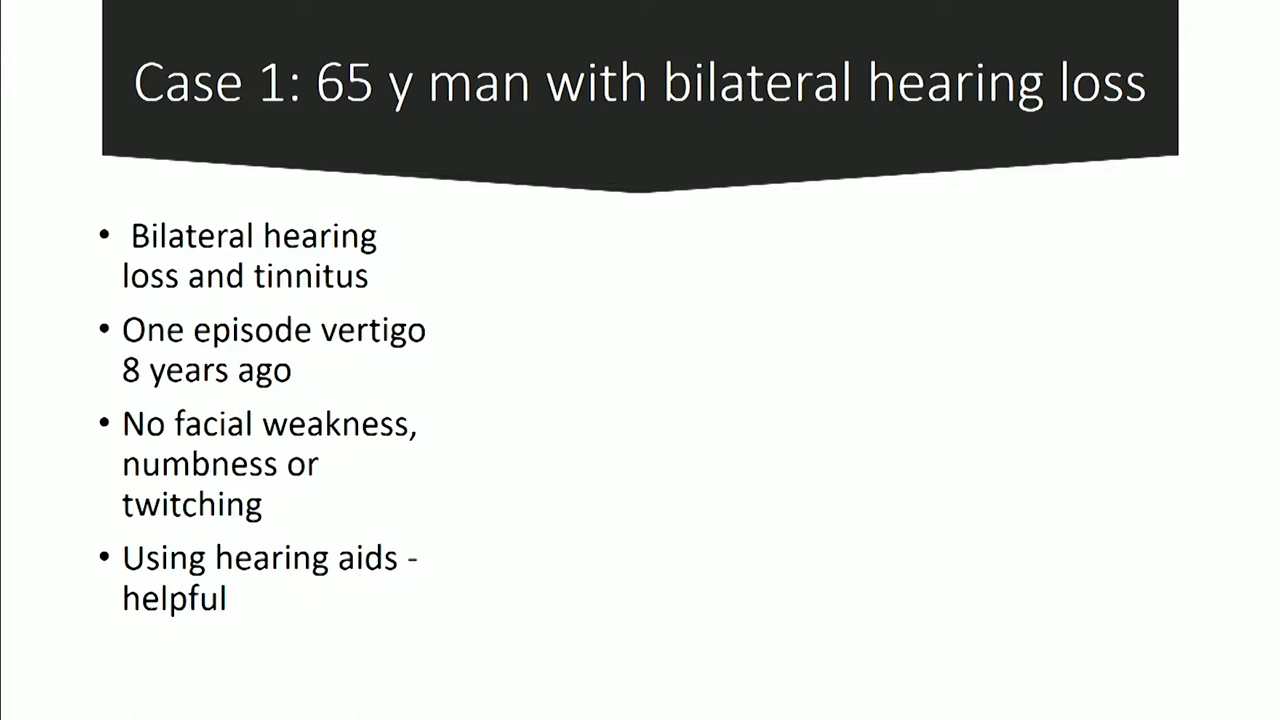 Case 1: 65 y man with bilateral hearing loss
• Bilateral hearing
loss and tinnitus
• One episode vertigo
8 years ago
• No facial weakness,
numbness or
twitching
• Using hearing aids -
helpful